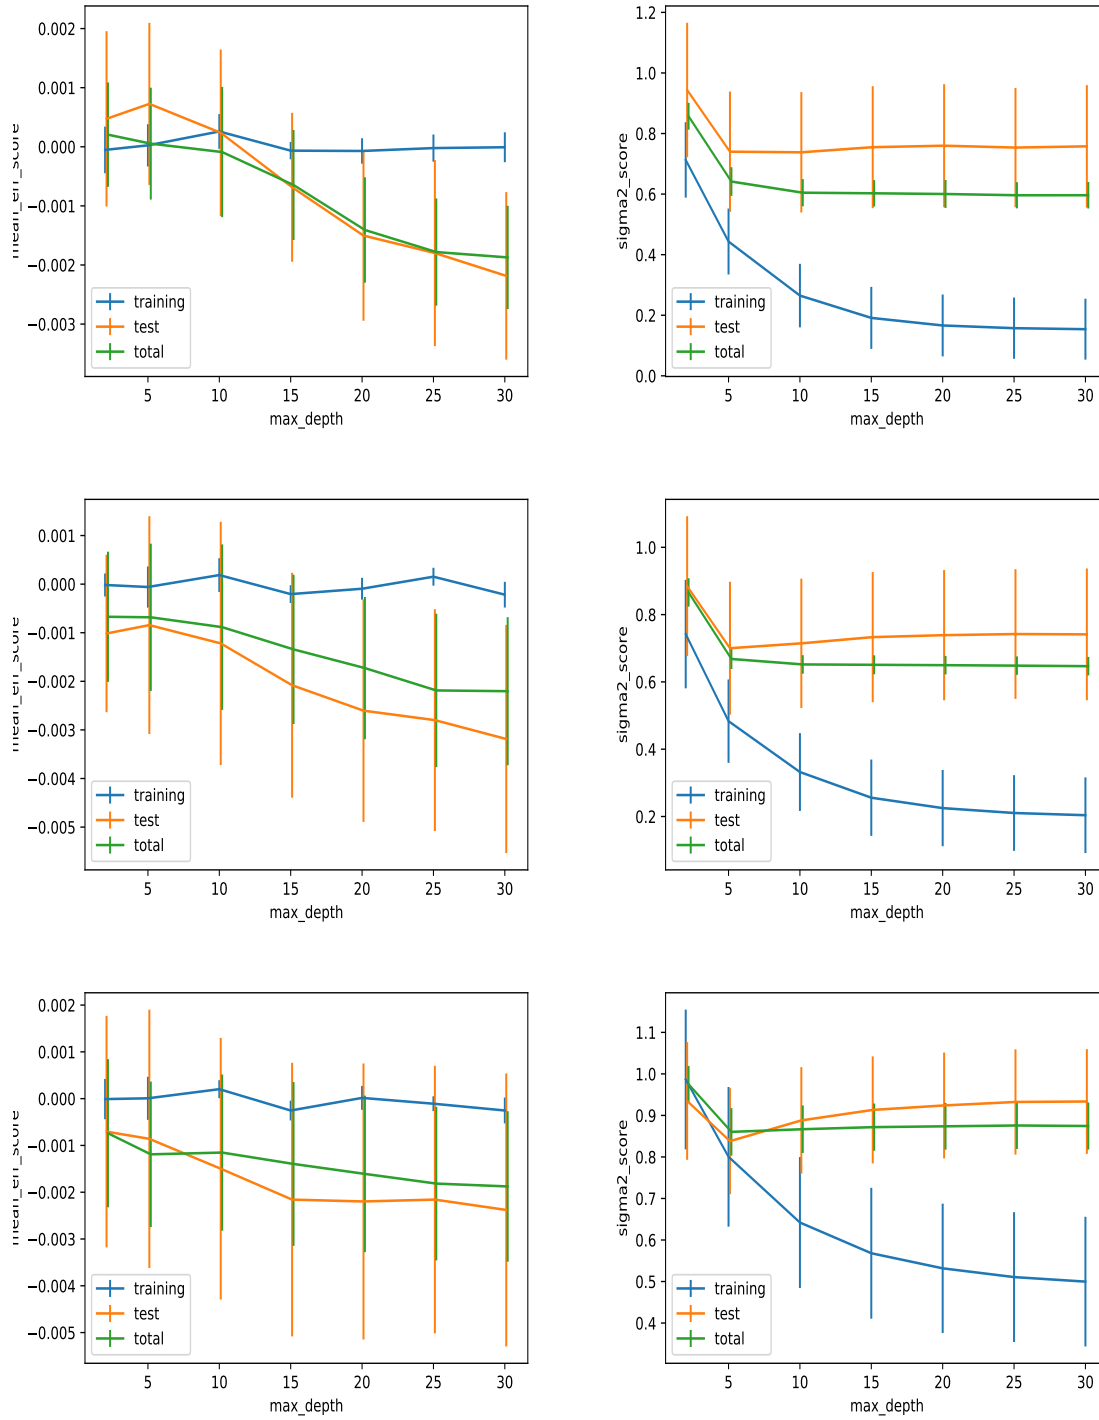 0.002
0.001
0.000
−0.001
−0.002
−0.003
mean_err_score
training
test
total
5 10 15 20 25 30
max_depth
1.2
1.0
0.8
0.6
0.4
0.2
0.0
sigma2_score
training
test
total
5 10 15 20 25 30
max_depth
0.001
0.000
−0.001
−0.002
−0.003
−0.004
−0.005
mean_err_score
training
test
total
5 10 15 20 25 30
max_depth
1.0
0.8
0.6
0.4
0.2
sigma2_score
training
test
total
5 10 15 20 25 30
max_depth
0.002
0.001
0.000
−0.001
−0.002
−0.003
−0.004
−0.005
mean_err_score
training
test
total
5 10 15 20 25 30
max_depth
1.1
1.0
0.9
0.8
0.7
0.6
0.5
0.4
sigma2_score
training
test
total
5 10 15 20 25 30
max_depth